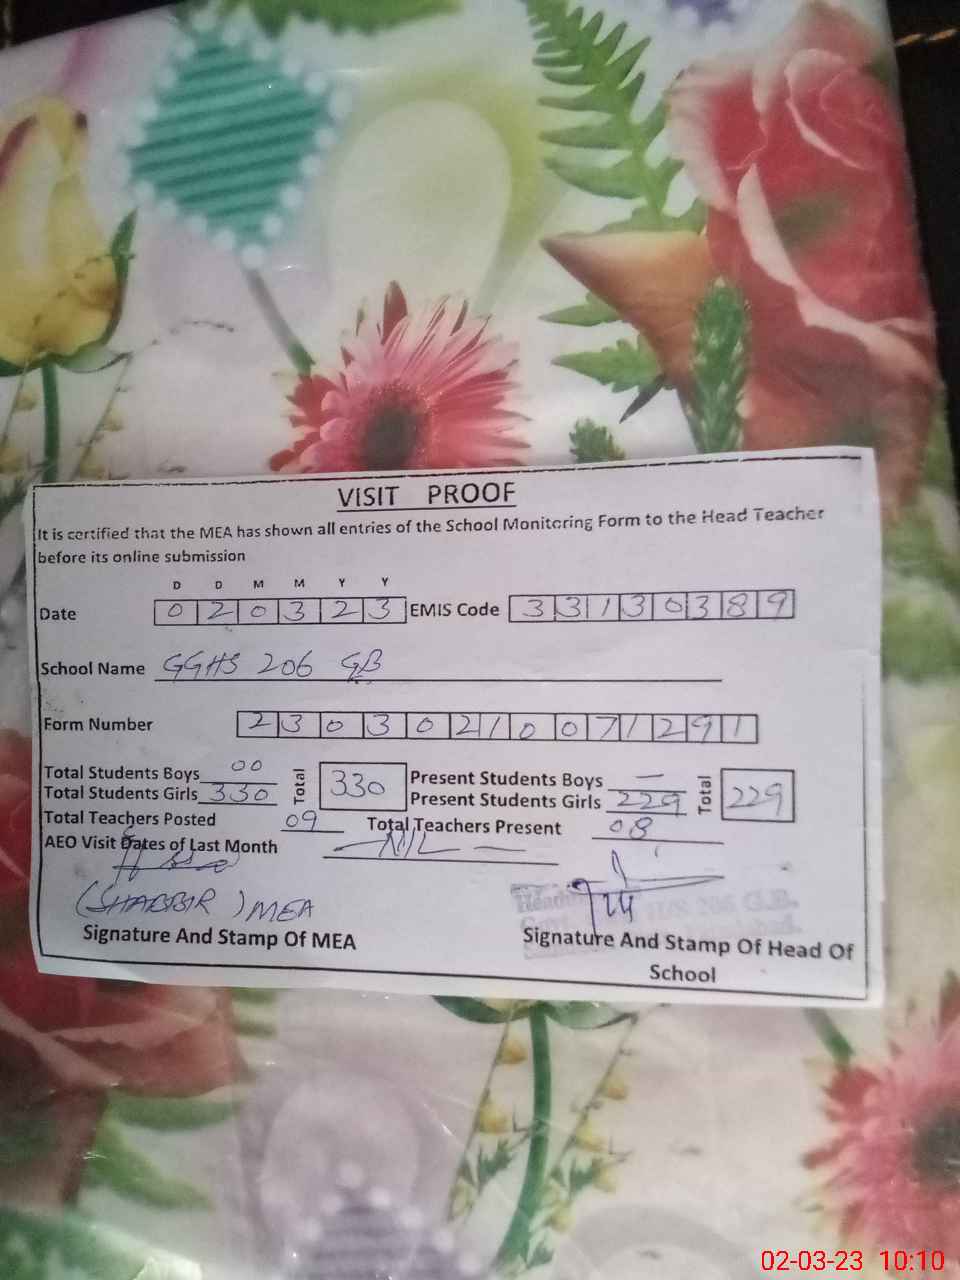 VISIT PROOF
It is certified that the MEA has shown all entries of the School Monitoring Form to the Head Teacher
before its online submission
D D M M Y Y
Date 0 2 0 3 2 3 EMIS Code 3 3 1 3 0 3 8 9
School Name GGHS 206 GB
Form Number 2 3 0 3 0 2 1 0 0 7 1 2 9 1
Total Students Boys 00 Total 330 Present Students Boys — Total 229
Total Students Girls 330 Present Students Girls 229
Total Teachers Posted 09 Total Teachers Present 08
AEO Visit Dates of Last Month — NIL —
(SHABBIR) MEA
206 G.B.
Signature And Stamp Of MEA Signature And Stamp Of Head Of
School
02-03-23 10:10